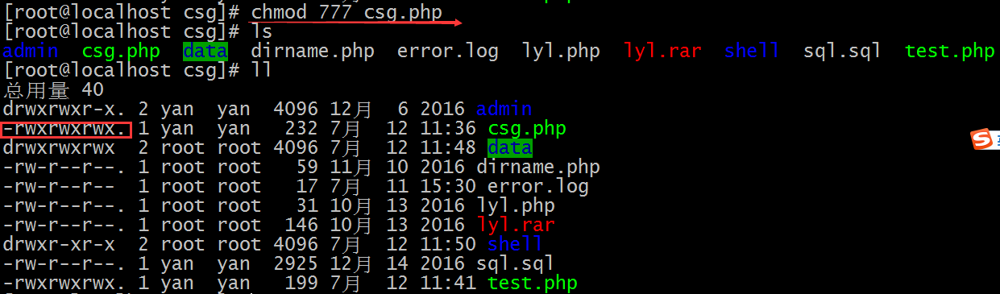 [root@localhost csg]# chmod 777 csg.php
[root@localhost csg]# ls
admin  csg.php  data  dirname.php  error.log  lyl.php  lyl.rar  shell  sql.sql  test.php
[root@localhost csg]# ll
总用量 40
drwxrwxr-x. 2 yan  yan  4096 12月  6 2016 admin
-rwxrwxrwx. 1 yan  yan   232 7月  12 11:36 csg.php
drwxrwxrwx  2 root root 4096 7月  12 11:48 data
-rw-r--r--. 1 root root   59 11月 10 2016 dirname.php
-rw-r--r--  1 root root   17 7月  11 15:30 error.log
-rw-r--r--. 1 root root   31 10月 13 2016 lyl.php
-rw-r--r--. 1 root root  146 10月 13 2016 lyl.rar
drwxr-xr-x  2 root root 4096 7月  12 11:50 shell
-rw-r--r--. 1 yan  yan  2925 12月 14 2016 sql.sql
-rwxrwxrwx. 1 yan  yan   199 7月  12 11:41 test.php